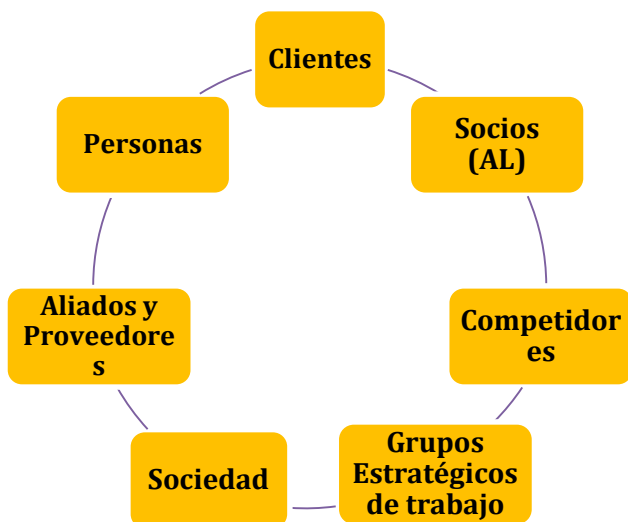 Clientes
Socios
(AL)
Competidor
es
Grupos
Estratégicos
de trabajo
Sociedad
Aliados y
Proveedore
s
Personas